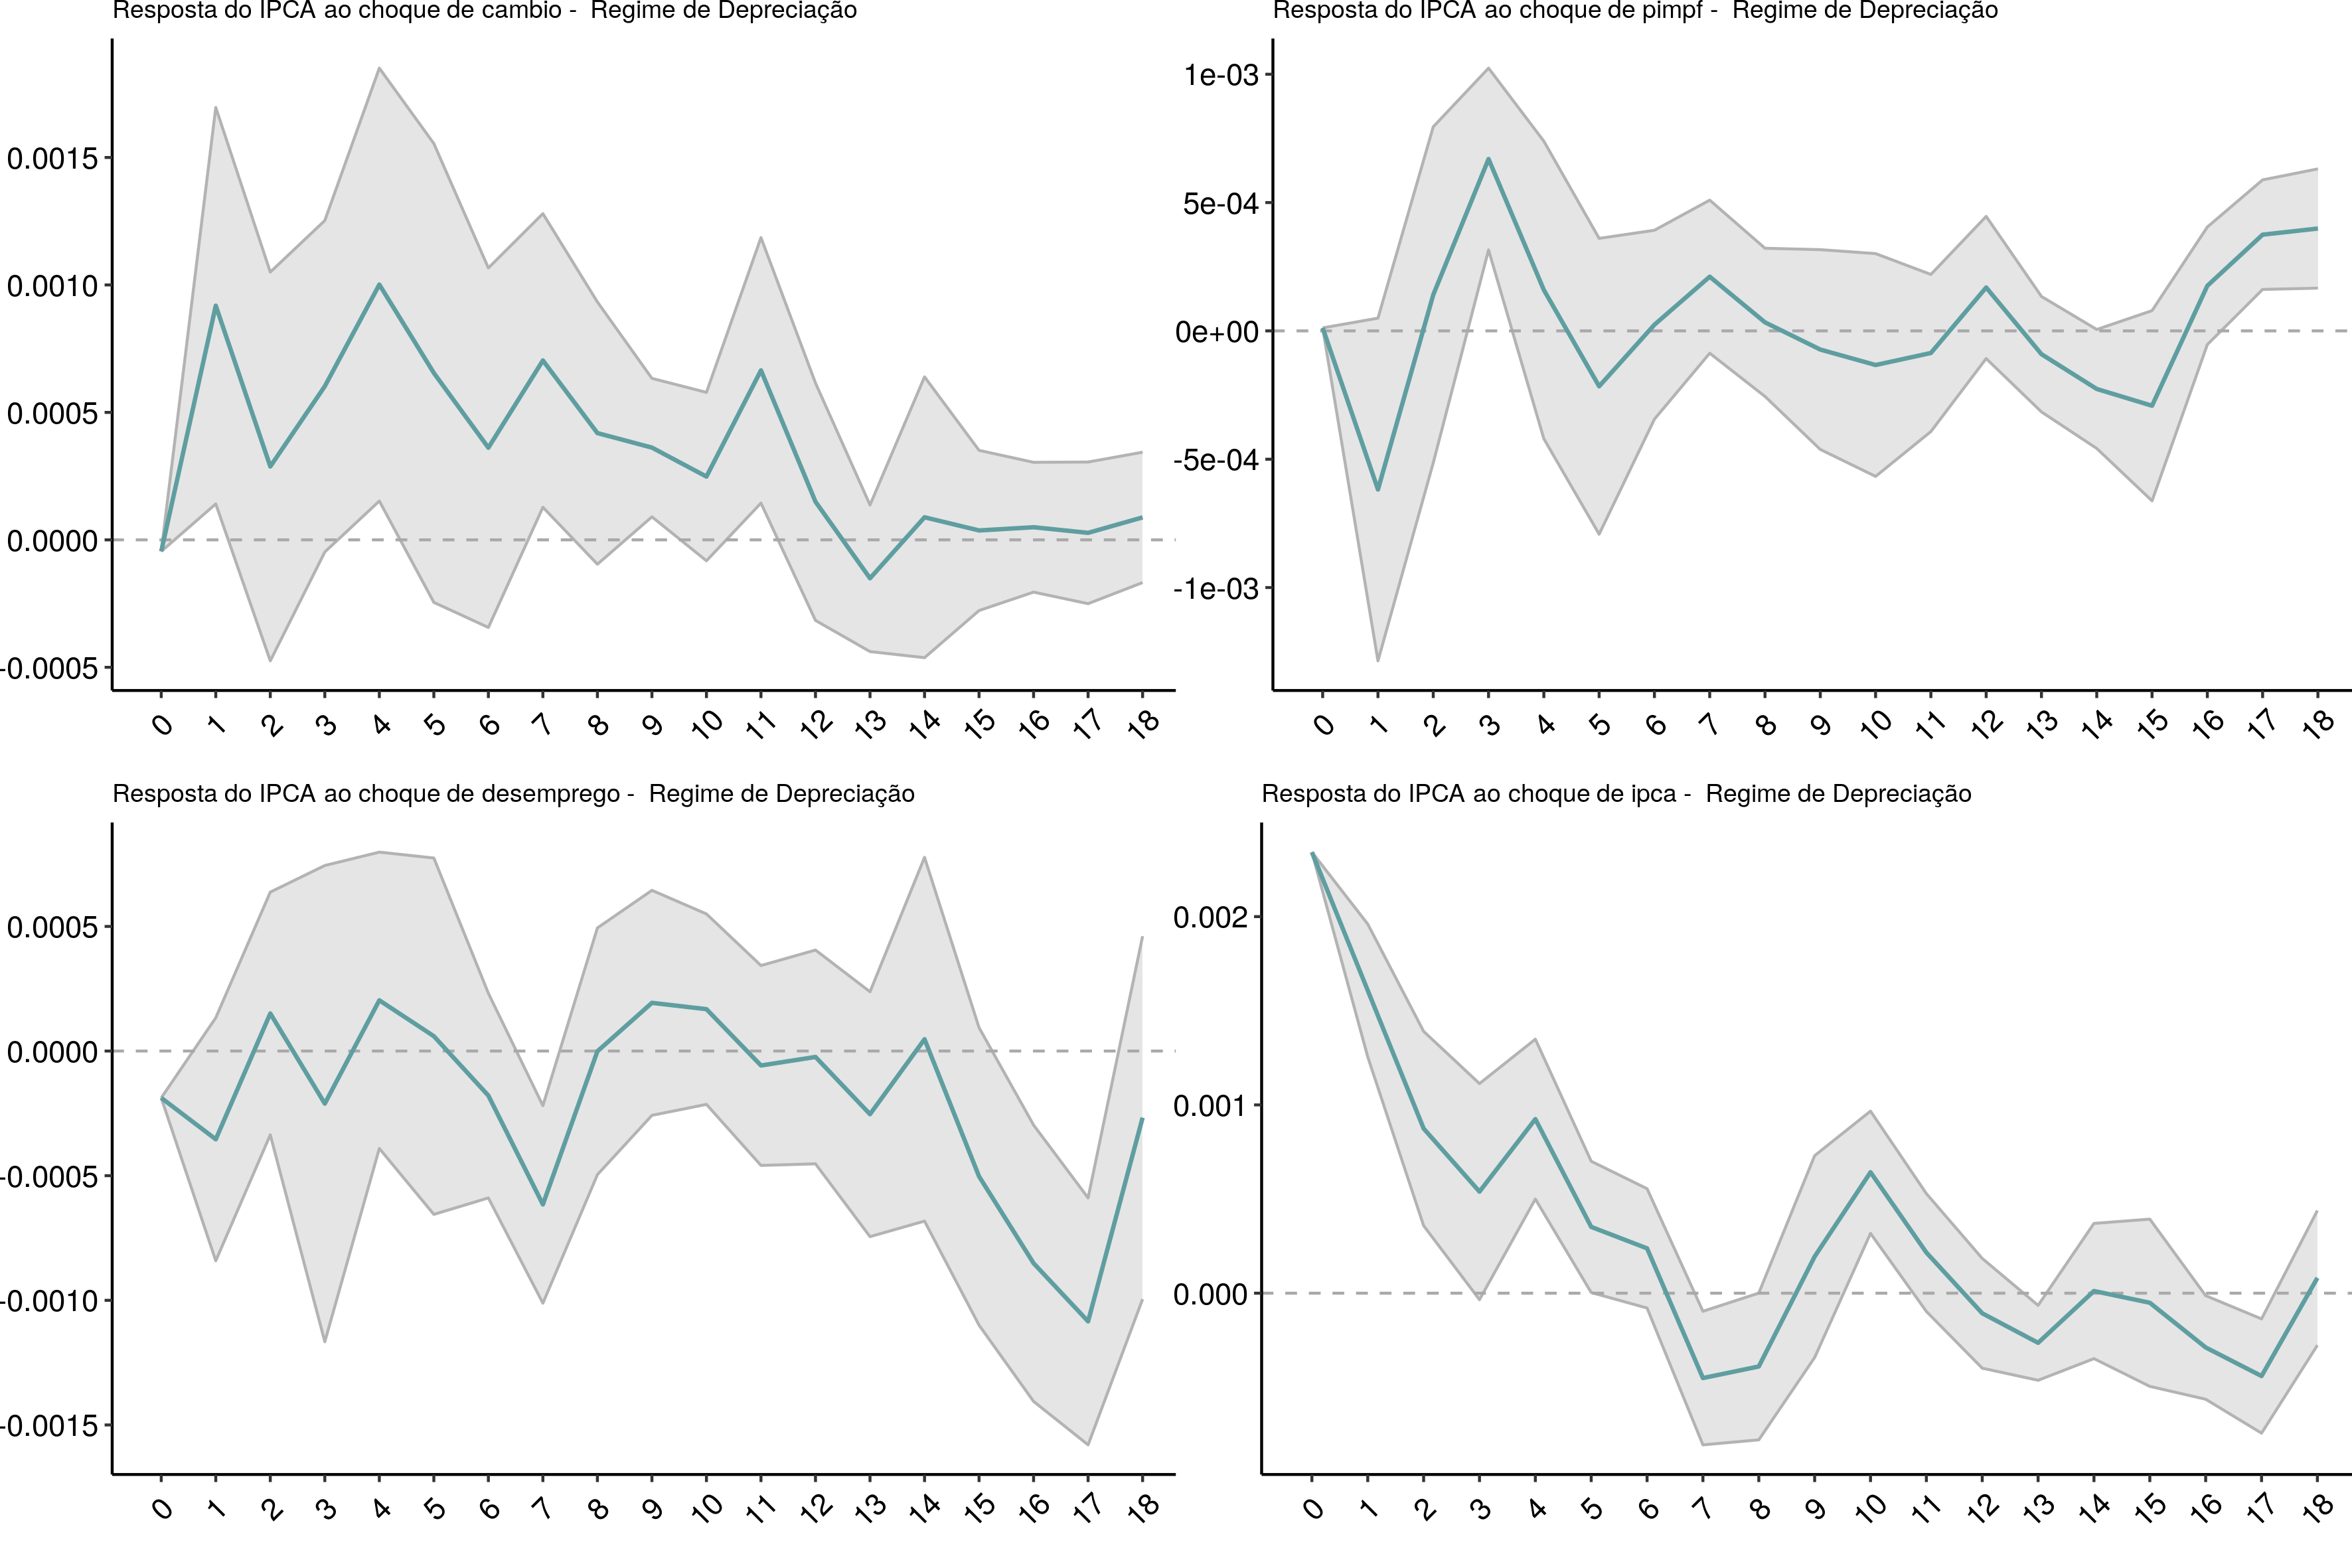 Resposta do IPCA ao choque de cambio -  Regime de Depreciação
0.0015
0.0010
0.0005
0.0000
-0.0005
0 1 2 3 4 5 6 7 8 9 10 11 12 13 14 15 16 17 18
Resposta do IPCA ao choque de pimpf -  Regime de Depreciação
1e-03
5e-04
0e+00
-5e-04
-1e-03
0 1 2 3 4 5 6 7 8 9 10 11 12 13 14 15 16 17 18
Resposta do IPCA ao choque de desemprego -  Regime de Depreciação
0.0005
0.0000
-0.0005
-0.0010
-0.0015
0 1 2 3 4 5 6 7 8 9 10 11 12 13 14 15 16 17 18
Resposta do IPCA ao choque de ipca -  Regime de Depreciação
0.002
0.001
0.000
0 1 2 3 4 5 6 7 8 9 10 11 12 13 14 15 16 17 18